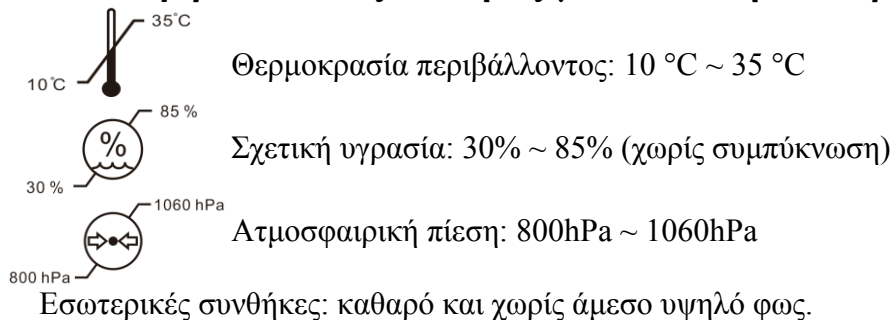 35°C
10°C
Θερμοκρασία περιβάλλοντος: 10 °C ~ 35 °C
85 %
%
30 %
Σχετική υγρασία: 30% ~ 85% (χωρίς συμπύκνωση)
1060 hPa
800 hPa
Ατμοσφαιρική πίεση: 800hPa ~ 1060hPa
Εσωτερικές συνθήκες: καθαρό και χωρίς άμεσο υψηλό φως.